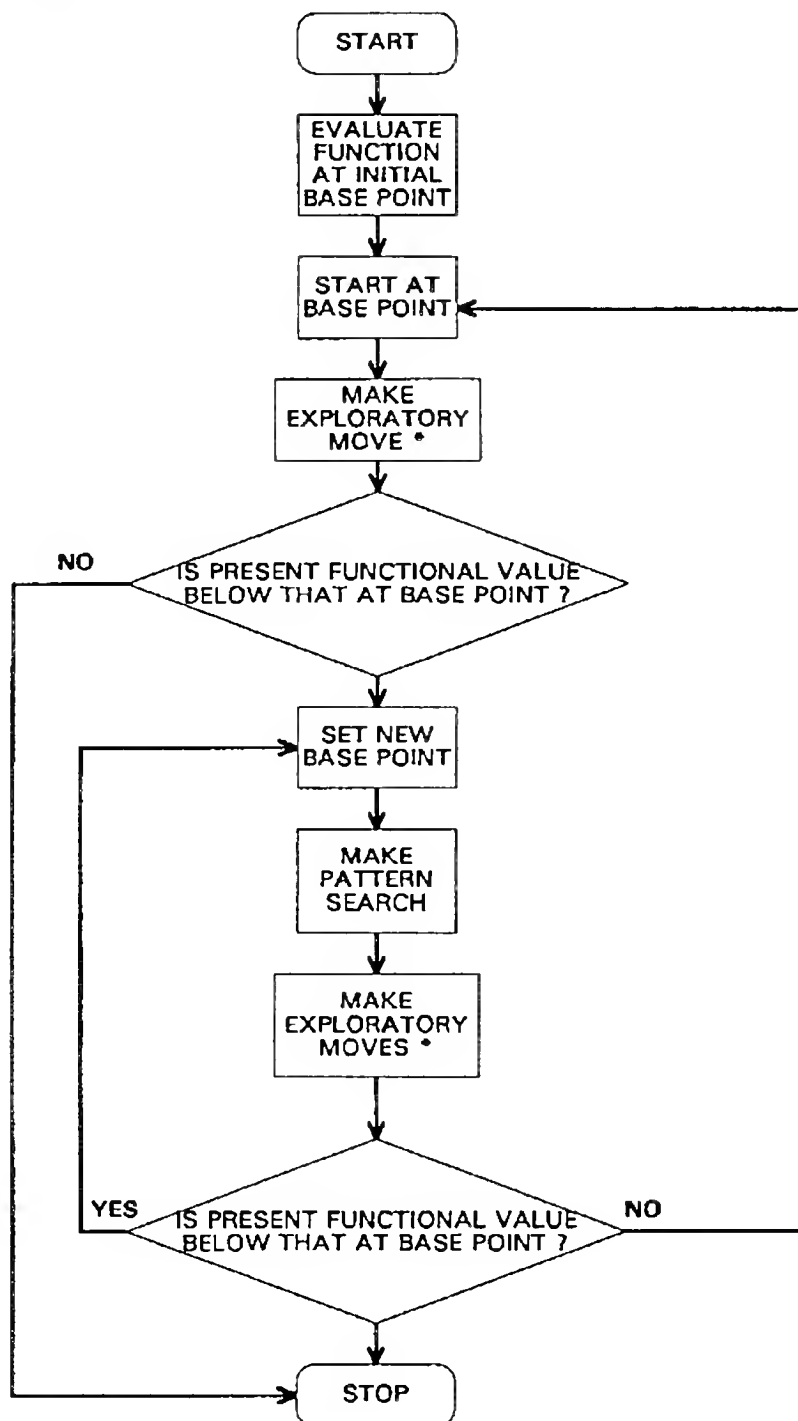 START
EVALUATE
FUNCTION
AT INITIAL
BASE POINT
START AT
BASE POINT
MAKE
EXPLORATORY
MOVE *
NO
IS PRESENT FUNCTIONAL VALUE
BELOW THAT AT BASE POINT ?
SET NEW
BASE POINT
MAKE
PATTERN
SEARCH
MAKE
EXPLORATORY
MOVES *
YES
IS PRESENT FUNCTIONAL VALUE
BELOW THAT AT BASE POINT ?
NO
STOP